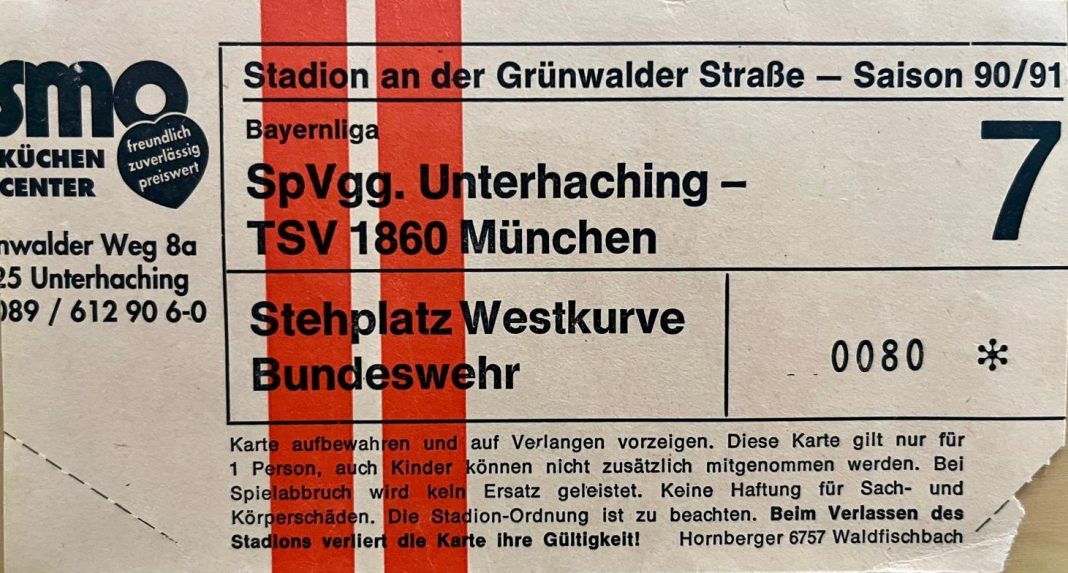 smo
KÜCHEN
CENTER
freundlich
zuverlässig
preiswert
nwalder Weg 8a
25 Unterhaching
089 / 612 90 6-0
Stadion an der Grünwalder Straße — Saison 90/91
Bayernliga
SpVgg. Unterhaching –
TSV 1860 München
7
Stehplatz Westkurve
Bundeswehr
0080 *
Karte aufbewahren und auf Verlangen vorzeigen. Diese Karte gilt nur für
1 Person, auch Kinder können nicht zusätzlich mitgenommen werden. Bei
Spielabbruch wird kein Ersatz geleistet. Keine Haftung für Sach- und
Körperschäden. Die Stadion-Ordnung ist zu beachten. Beim Verlassen des
Stadions verliert die Karte ihre Gültigkeit! Hornberger 6757 Waldfischbach